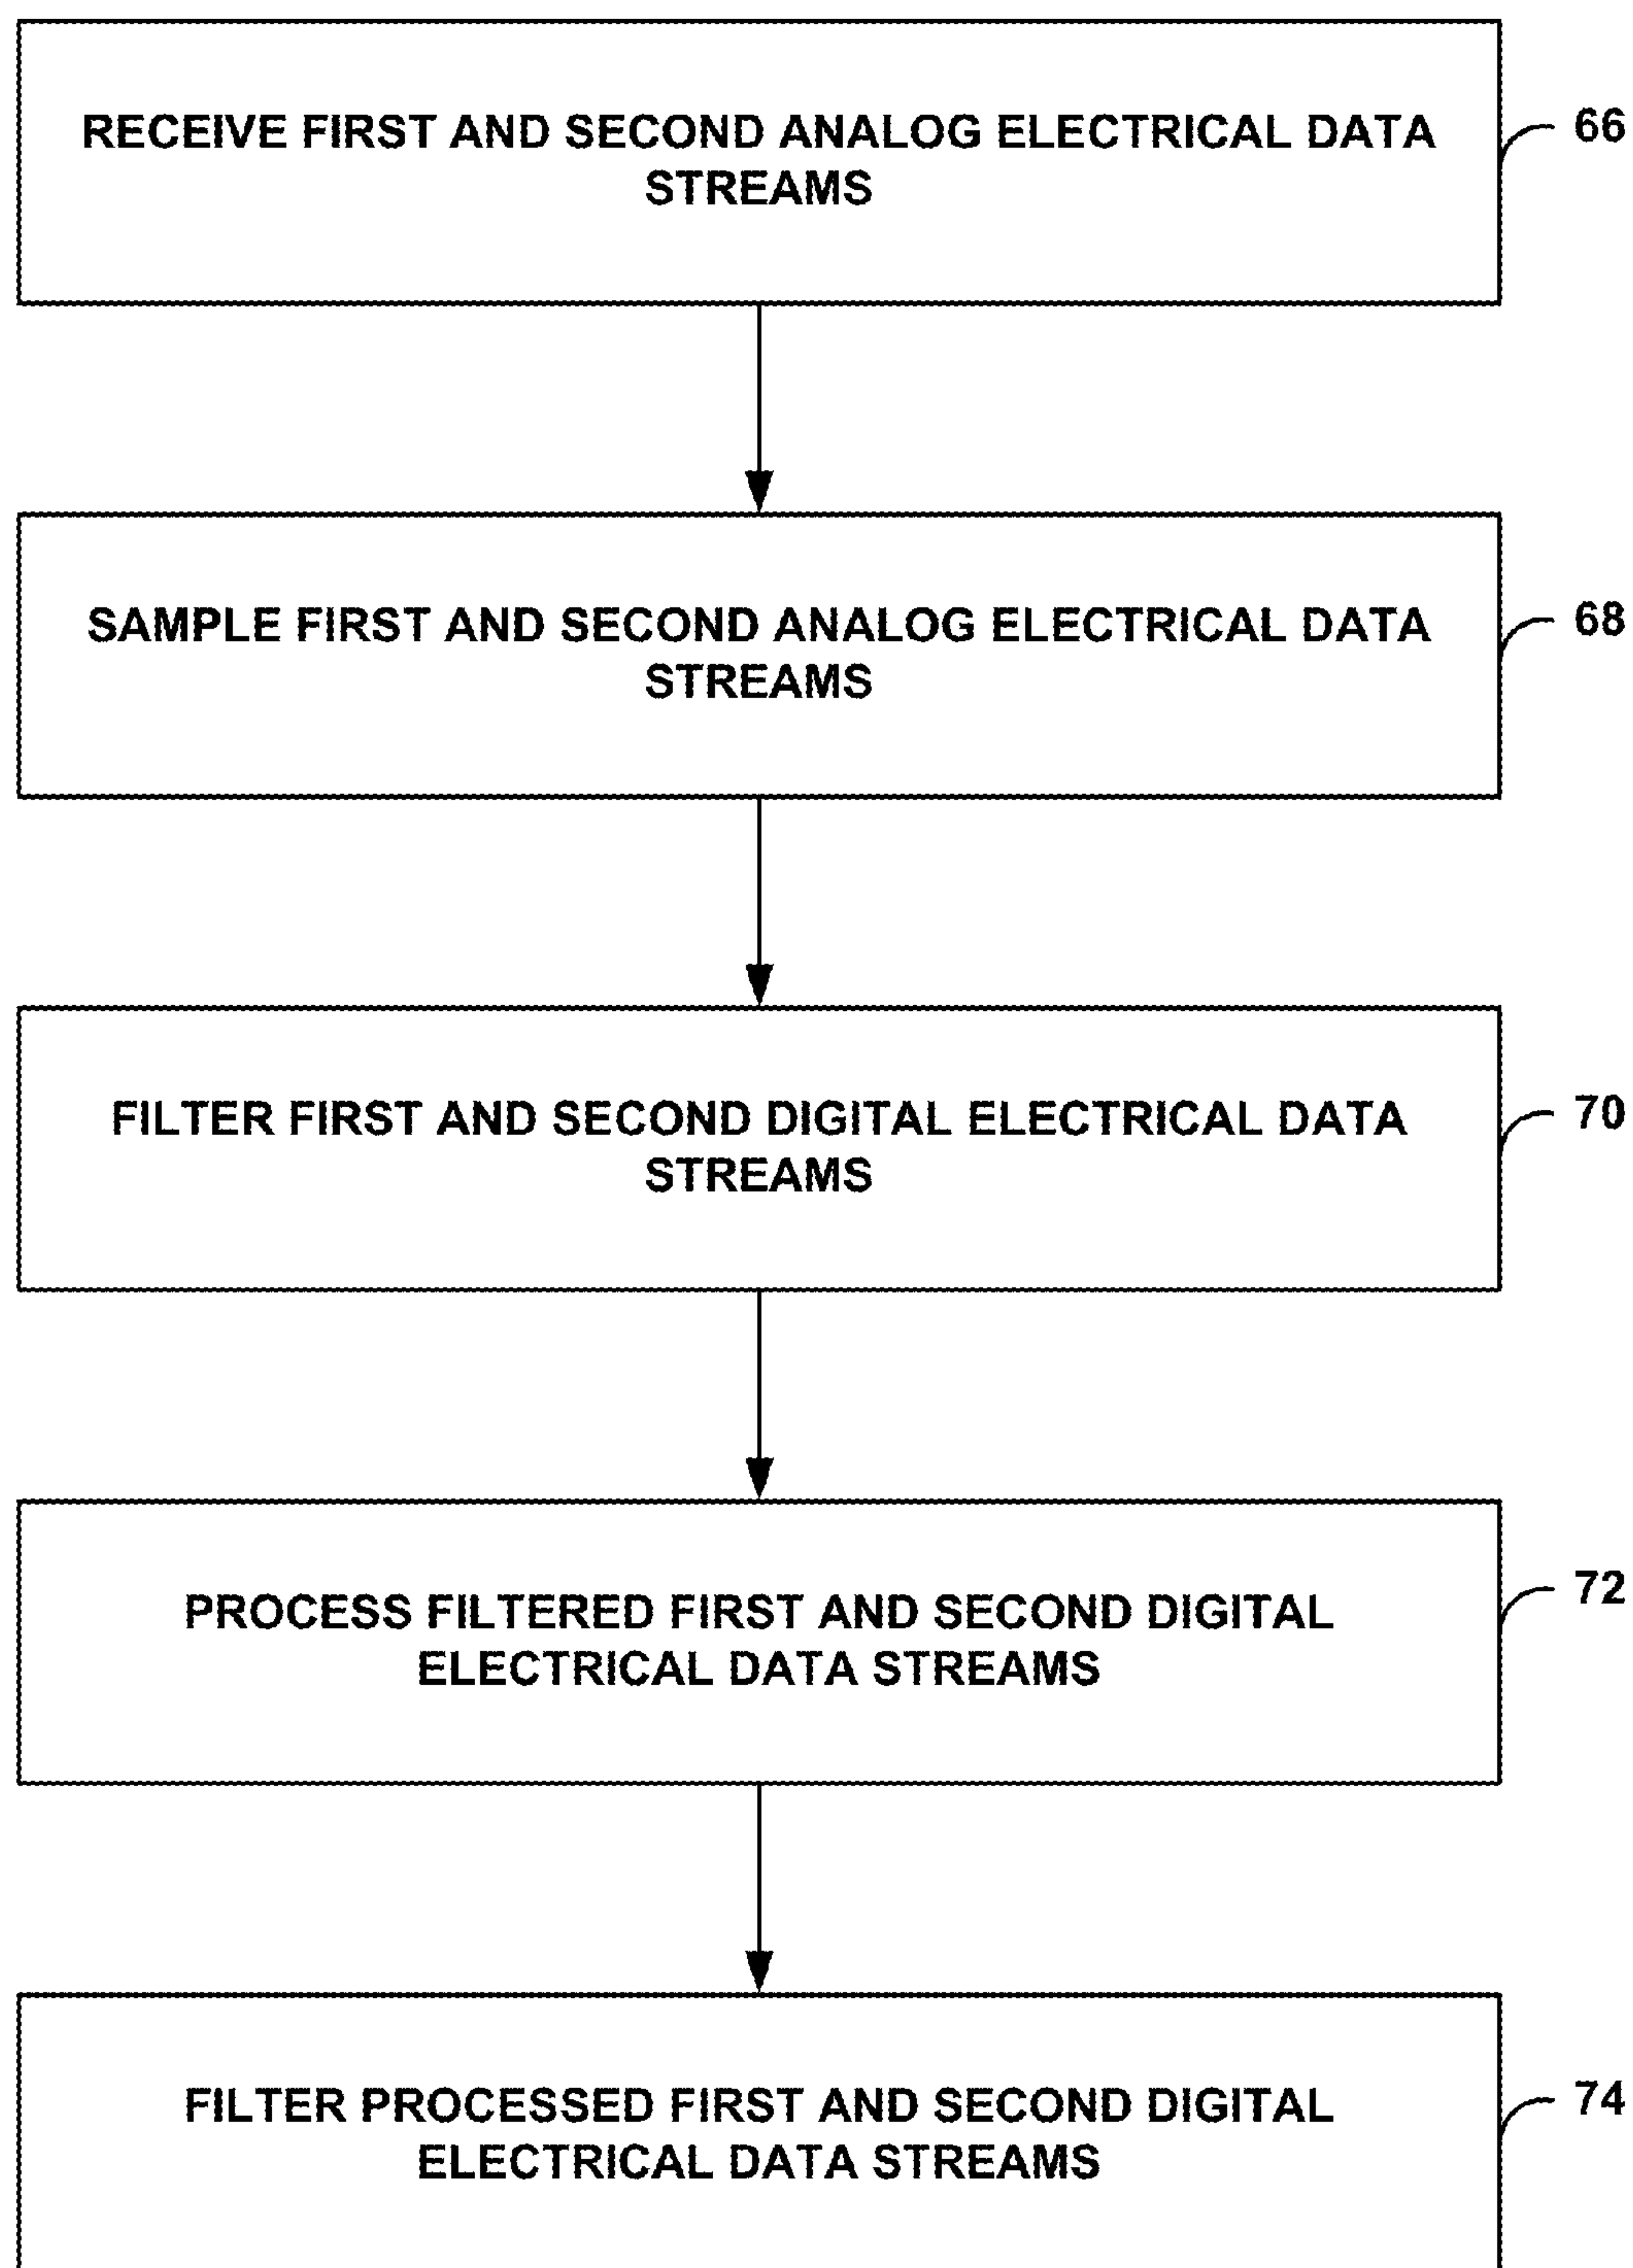 RECEIVE FIRST AND SECOND ANALOG ELECTRICAL DATA
STREAMS
66
SAMPLE FIRST AND SECOND ANALOG ELECTRICAL DATA
STREAMS
68
FILTER FIRST AND SECOND DIGITAL ELECTRICAL DATA
STREAMS
70
PROCESS FILTERED FIRST AND SECOND DIGITAL
ELECTRICAL DATA STREAMS
72
FILTER PROCESSED FIRST AND SECOND DIGITAL
ELECTRICAL DATA STREAMS
74